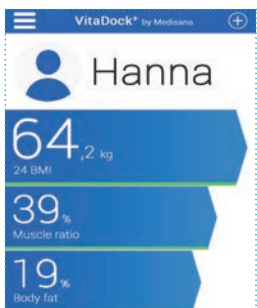 VitaDock+ by Medisana
Hanna
64,2 kg
24 BMI
39%
Muscle ratio
19%
Body fat